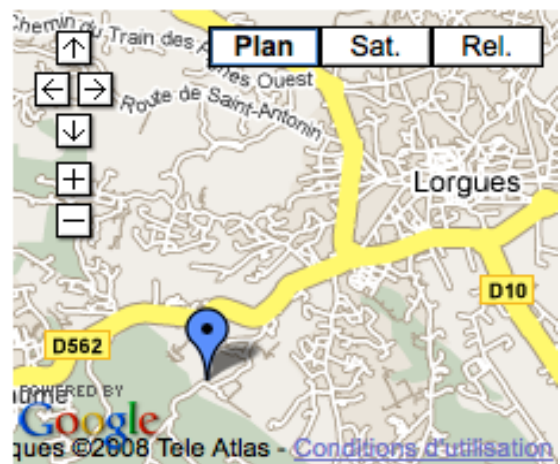 Chemin du Train des
Plan Sat. Rel.
Ouest
Route de Saint-Antonin
Lorgues
D10
D562
POWERED BY
Google
ques ©2008 Tele Atlas - Conditions d'utilisation